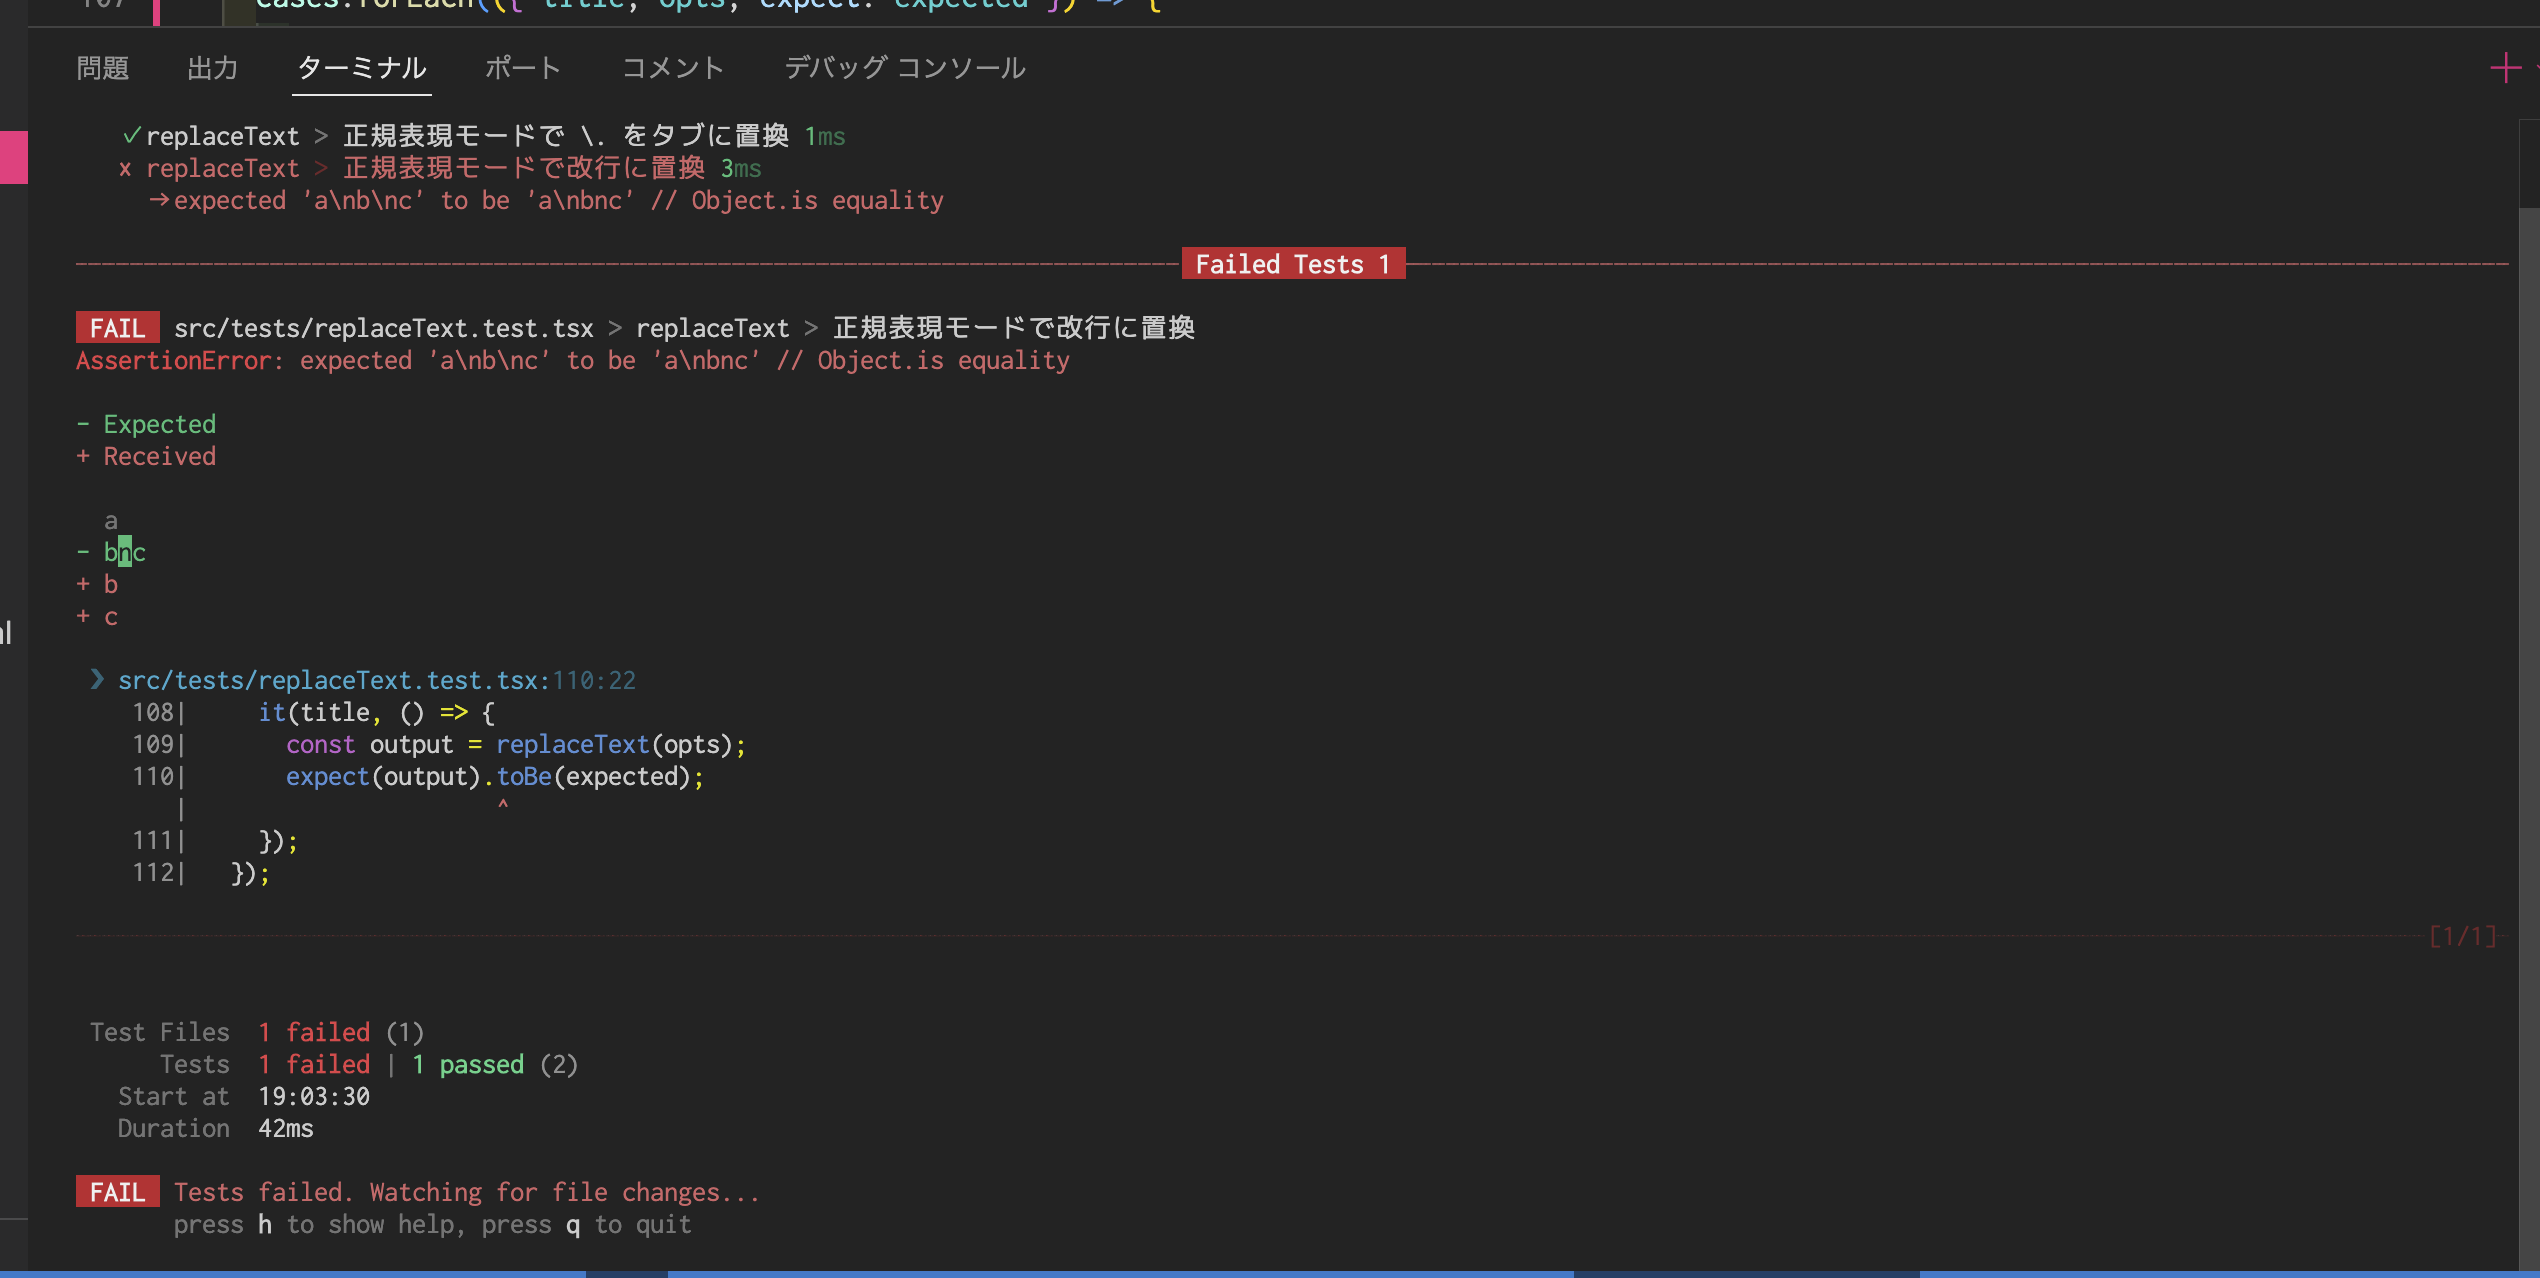 107 cases.forEach(({ title, opts, expect: expected }) => {
問題 出力 ターミナル ポート コメント デバッグ コンソール
✓ replaceText > 正規表現モードで \. をタブに置換 1ms
x replaceText > 正規表現モードで改行に置換 3ms
→ expected 'a\nb\nc' to be 'a\nbnc' // Object.is equality
Failed Tests 1
FAIL src/tests/replaceText.test.tsx > replaceText > 正規表現モードで改行に置換
AssertionError: expected 'a\nb\nc' to be 'a\nbnc' // Object.is equality
- Expected
+ Received
a
- bnc
+ b
+ c
❯ src/tests/replaceText.test.tsx:110:22
108| it(title, () => {
109| const output = replaceText(opts);
110| expect(output).toBe(expected);
| ^
111| });
112| });
[1/1]
Test Files 1 failed (1)
Tests 1 failed | 1 passed (2)
Start at 19:03:30
Duration 42ms
FAIL Tests failed. Watching for file changes...
press h to show help, press q to quit